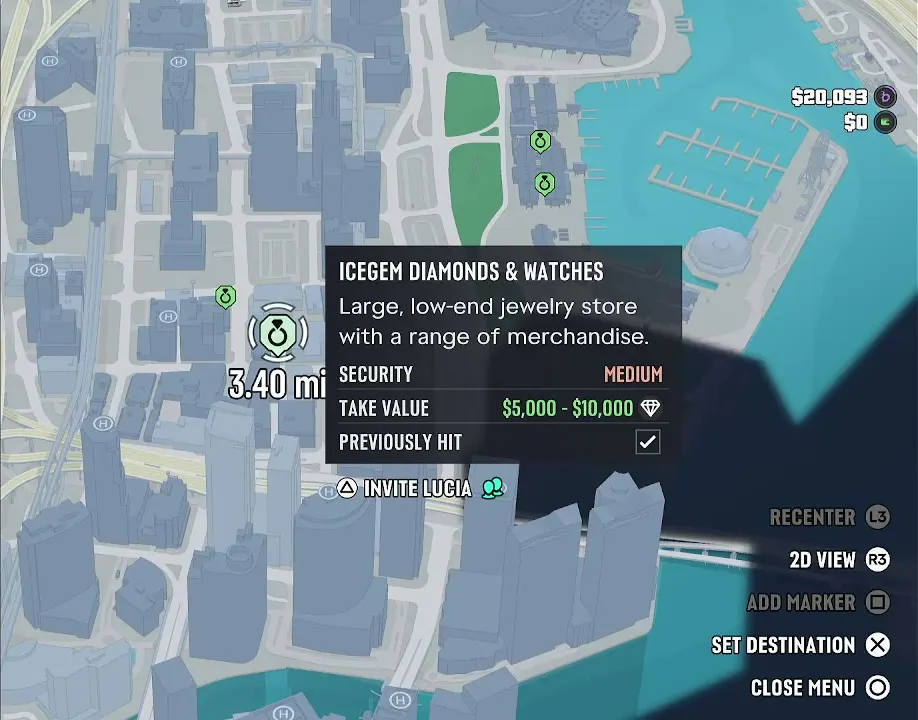 $20,093
$0
ICEGEM DIAMONDS & WATCHES
Large, low-end jewelry store
with a range of merchandise.
SECURITY MEDIUM
TAKE VALUE $5,000 - $10,000
PREVIOUSLY HIT
3.40 mi
INVITE LUCIA
RECENTER L3
2D VIEW R3
ADD MARKER
SET DESTINATION
CLOSE MENU
H
H
H
H
H
H
H
H
H